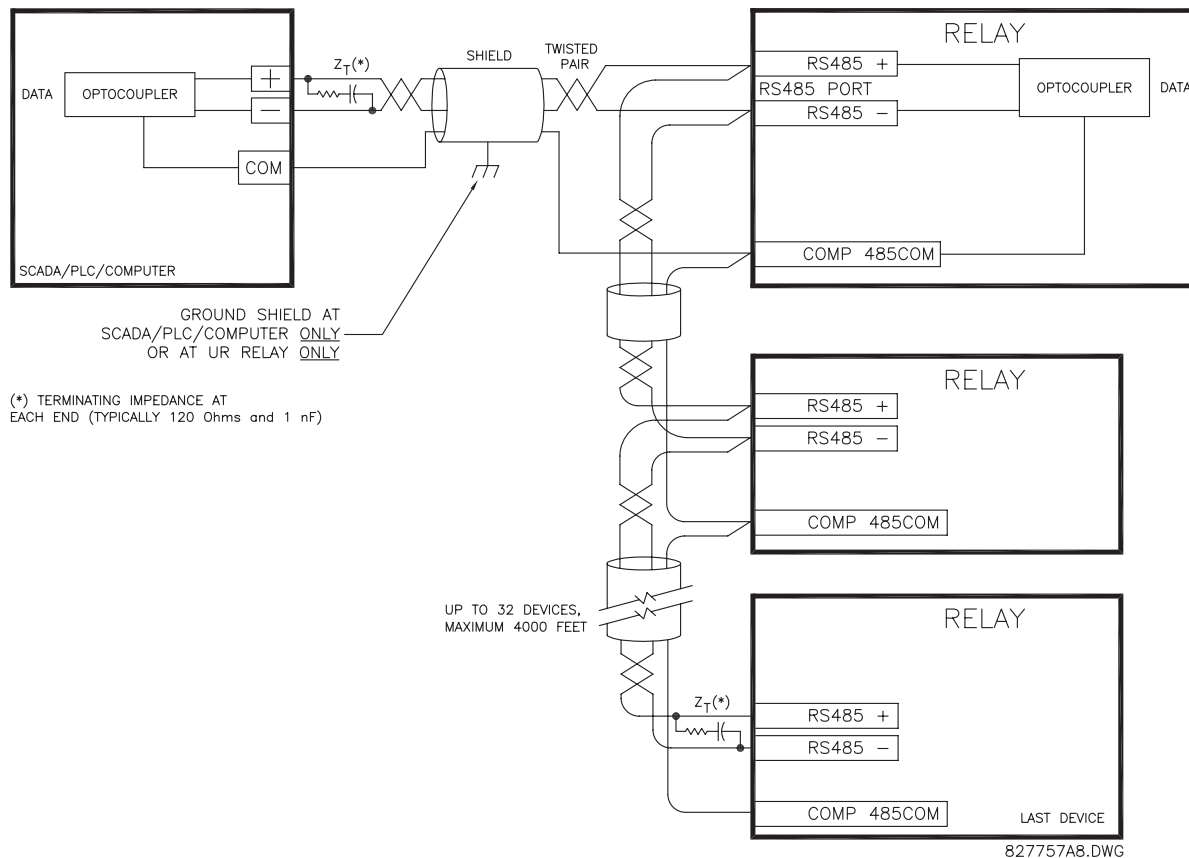 DATA
OPTOCOUPLER
+
−
COM
SCADA/PLC/COMPUTER
Z_T(*)
SHIELD
TWISTED
PAIR
RELAY
RS485 +
RS485 PORT
RS485 −
OPTOCOUPLER
DATA
COMP 485COM
GROUND SHIELD AT
SCADA/PLC/COMPUTER ONLY
OR AT UR RELAY ONLY
(*) TERMINATING IMPEDANCE AT
EACH END (TYPICALLY 120 Ohms and 1 nF)
RELAY
RS485 +
RS485 −
COMP 485COM
UP TO 32 DEVICES,
MAXIMUM 4000 FEET
RELAY
Z_T(*)
RS485 +
RS485 −
COMP 485COM
LAST DEVICE
827757A8.DWG